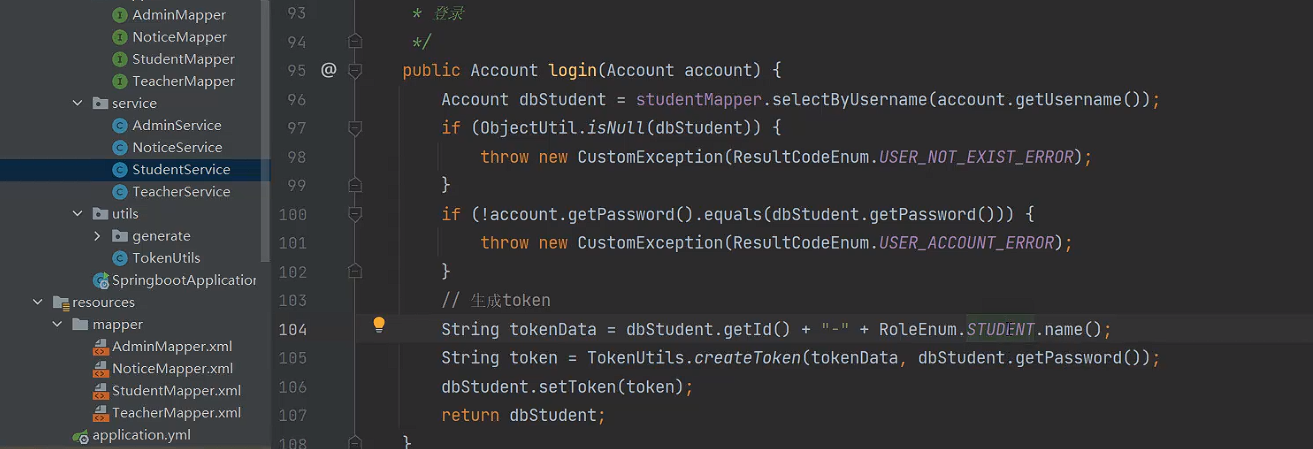 AdminMapper
NoticeMapper
StudentMapper
TeacherMapper
service
AdminService
NoticeService
StudentService
TeacherService
utils
generate
TokenUtils
SpringbootApplication
resources
mapper
AdminMapper.xml
NoticeMapper.xml
StudentMapper.xml
TeacherMapper.xml
application.yml
93 * 登录
94 */
95 @ public Account login(Account account) {
96 Account dbStudent = studentMapper.selectByUsername(account.getUsername());
97 if (ObjectUtil.isNull(dbStudent)) {
98 throw new CustomException(ResultCodeEnum.USER_NOT_EXIST_ERROR);
99 }
100 if (!account.getPassword().equals(dbStudent.getPassword())) {
101 throw new CustomException(ResultCodeEnum.USER_ACCOUNT_ERROR);
102 }
103 // 生成token
104 String tokenData = dbStudent.getId() + "-" + RoleEnum.STUDENT.name();
105 String token = TokenUtils.createToken(tokenData, dbStudent.getPassword());
106 dbStudent.setToken(token);
107 return dbStudent;
108 }